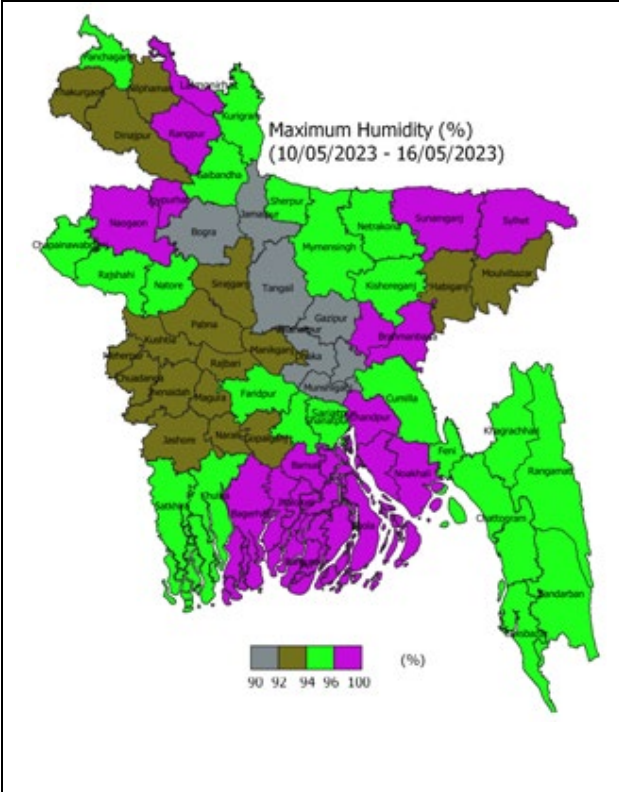 Panchagarh
Lalmonirhat
Nilphamari
Thakurgaon
Kurigram
Dinajpur
Rangpur
Maximum Humidity (%)
(10/05/2023 - 16/05/2023)
Gaibandha
Joypurhat
Sherpur
Naogaon
Jamalpur
Netrakona
Sunamganj
Sylhet
Bogra
Mymensingh
Chapainawabganj
Rajshahi
Natore
Sirajganj
Tangail
Kishoreganj
Habiganj
Moulvibazar
Gazipur
Pabna
Kushtia
Brahmanbaria
Meherpur
Manikganj
Dhaka
Rajbari
Chuadanga
Jhenaidah
Magura
Faridpur
Munshiganj
Cumilla
Chandpur
Khagrachhari
Narail
Gopalganj
Jashore
Feni
Rangamati
Barisal
Noakhali
Satkhira
Khulna
Bagerhat
Bhola
Chattogram
Bandarban
(%)
90 92 94 96 100